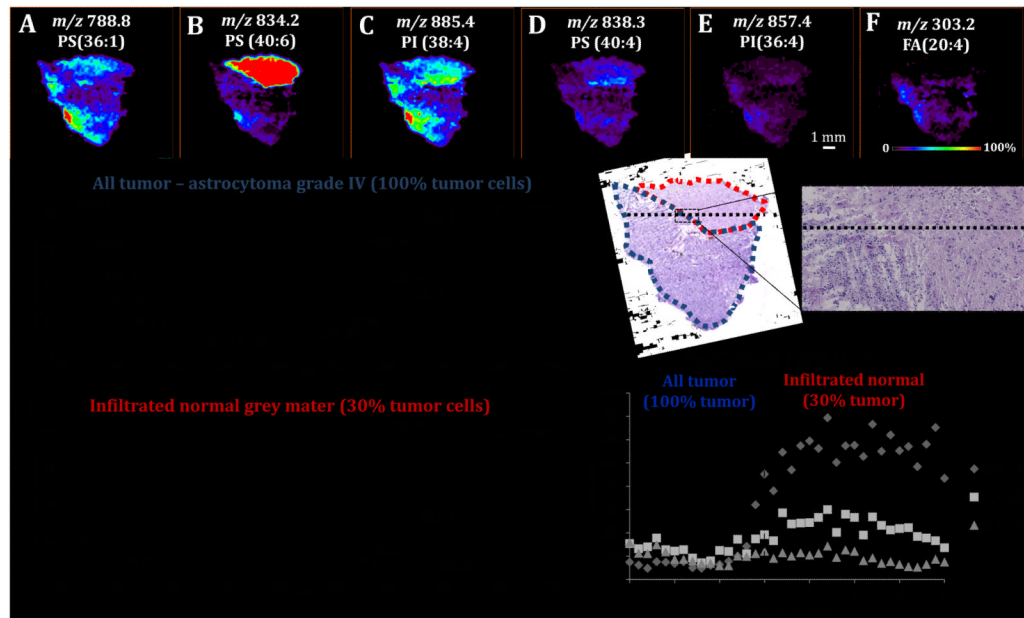 A
m/z 788.8
PS(36:1)
B
m/z 834.2
PS (40:6)
C
m/z 885.4
PI (38:4)
D
m/z 838.3
PS (40:4)
E
m/z 857.4
PI(36:4)
1 mm
F
m/z 303.2
FA(20:4)
0 100%
All tumor – astrocytoma grade IV (100% tumor cells)
Infiltrated normal grey mater (30% tumor cells)
All tumor
(100% tumor)
Infiltrated normal
(30% tumor)